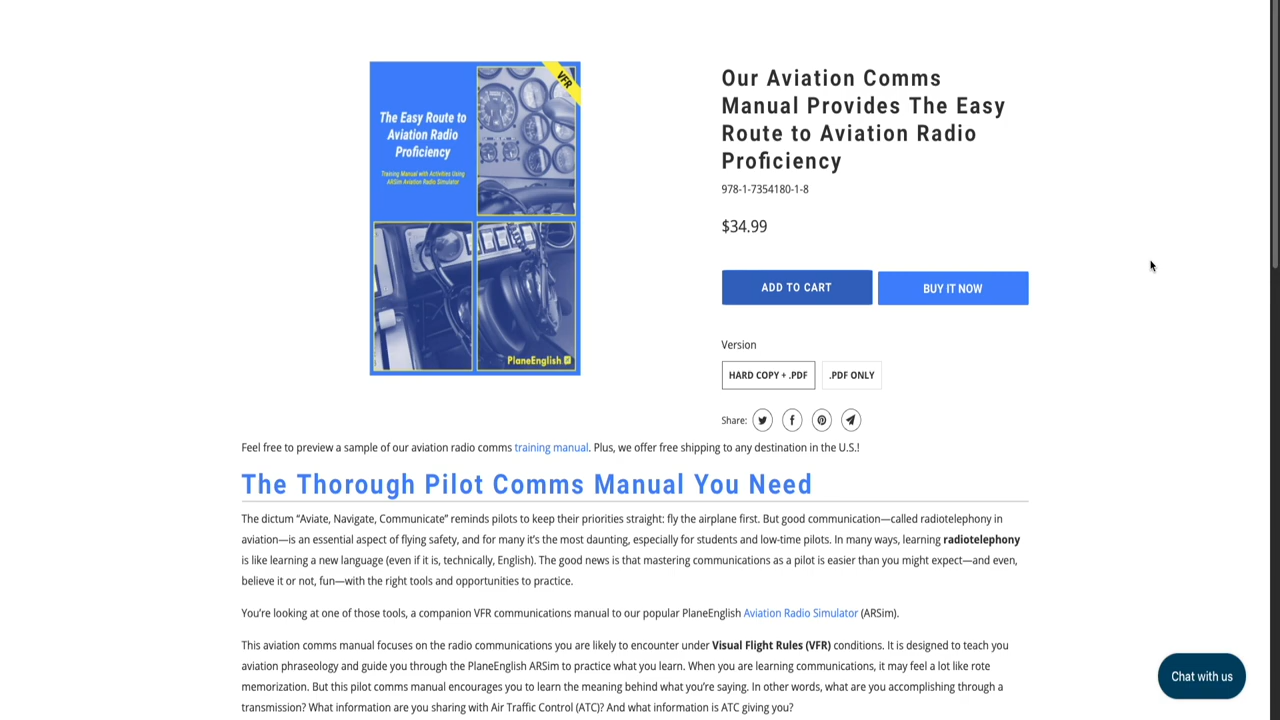 VFR
The Easy Route to
Aviation Radio
Proficiency
Training Manual with Activities Using
ARSim Aviation Radio Simulator
PlaneEnglish
Our Aviation Comms
Manual Provides The Easy
Route to Aviation Radio
Proficiency
978-1-7354180-1-8
$34.99
ADD TO CART
BUY IT NOW
Version
HARD COPY + .PDF
.PDF ONLY
Share:
Feel free to preview a sample of our aviation radio comms training manual. Plus, we offer free shipping to any destination in the U.S.!
The Thorough Pilot Comms Manual You Need
The dictum “Aviate, Navigate, Communicate” reminds pilots to keep their priorities straight: fly the airplane first. But good communication—called radiotelephony in
aviation—is an essential aspect of flying safety, and for many it’s the most daunting, especially for students and low-time pilots. In many ways, learning radiotelephony
is like learning a new language (even if it is, technically, English). The good news is that mastering communications as a pilot is easier than you might expect—and even,
believe it or not, fun—with the right tools and opportunities to practice.
You’re looking at one of those tools, a companion VFR communications manual to our popular PlaneEnglish Aviation Radio Simulator (ARSim).
This aviation comms manual focuses on the radio communications you are likely to encounter under Visual Flight Rules (VFR) conditions. It is designed to teach you
aviation phraseology and guide you through the PlaneEnglish ARSim to practice what you learn. When you are learning communications, it may feel a lot like rote
memorization. But this pilot comms manual encourages you to learn the meaning behind what you’re saying. In other words, what are you accomplishing through a
transmission? What information are you sharing with Air Traffic Control (ATC)? And what information is ATC giving you?
Chat with us